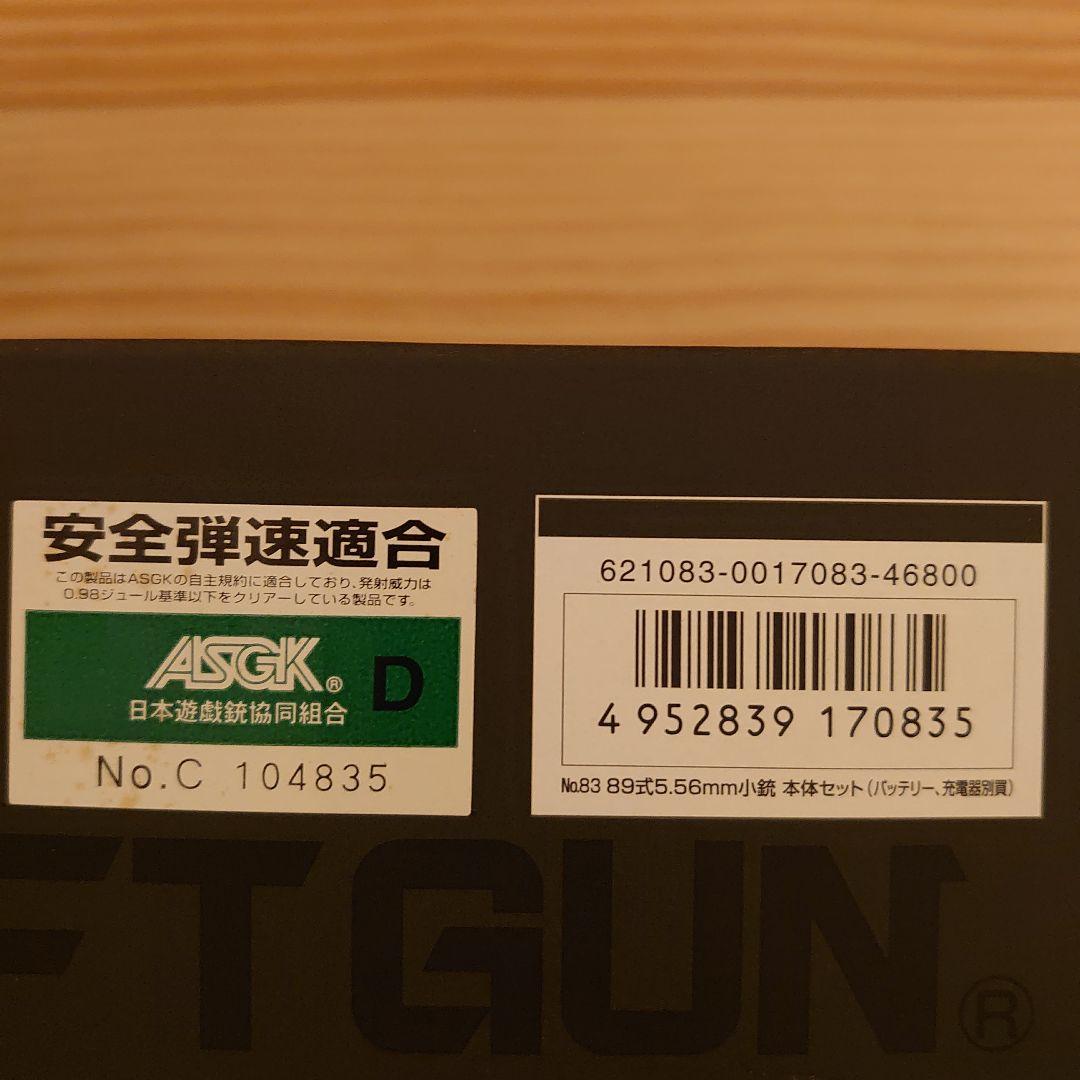 安全弾速適合
この製品はASGKの自主規約に適合しており、発射威力は
0.98ジュール基準以下をクリアーしている製品です。
ASGK® D
日本遊戯銃協同組合
No.C 104835
621083-0017083-46800
4 952839 170835
No.83 89式5.56mm小銃 本体セット(バッテリー、充電器別買)
FT GUN®